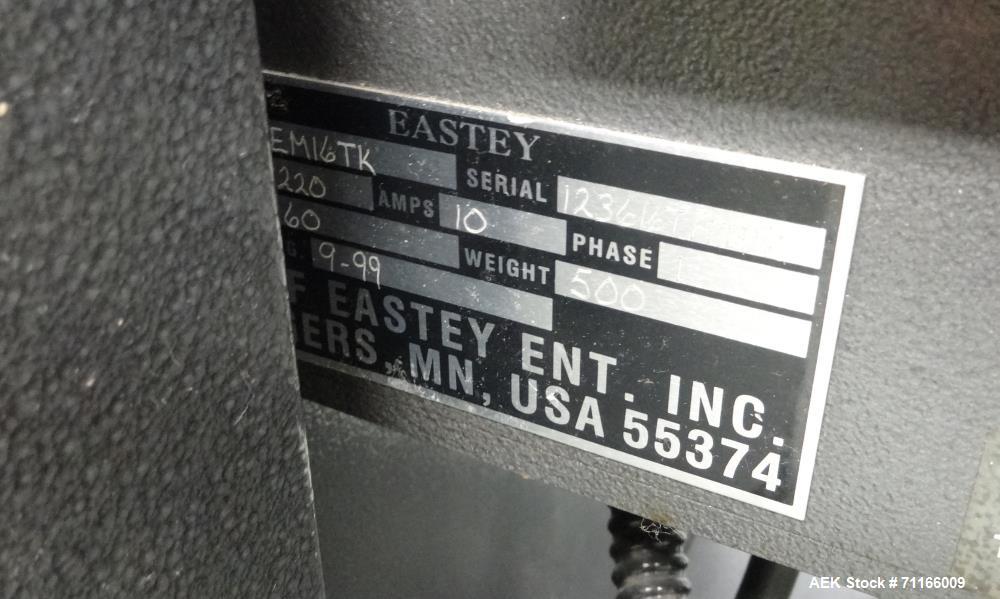 EASTEY
EM16TK SERIAL
220 AMPS 10 PHASE
60 WEIGHT 500
9-99
F EASTEY ENT. INC.
ERS, MN, USA 55374
AEK Stock #71166009